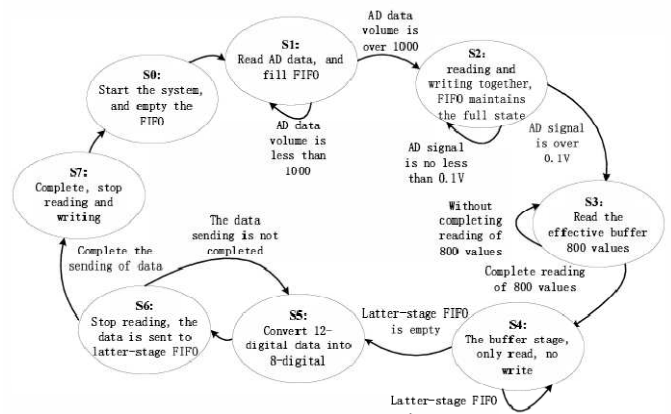 S0:
Start the system,
and empty the
FIFO
S1:
Read AD data, and
fill FIFO
AD data
volume is
less than
1000
AD data
volume is
over 1000
S2:
reading and
writing together,
FIFO maintains
the full state
AD signal
is no less
than 0.1V
AD signal
is over
0.1V
S3:
Read the
effective buffer
800 values
Without
completing
reading of
800 values
Complete reading
of 800 values
S4:
The buffer stage,
only read, no
write
Latter-stage FIFO
Latter-stage FIFO
is empty
S5:
Convert 12-
digital data into
8-digital
The data
sending is not
completed
S6:
Stop reading, the
data is sent to
latter-stage FIFO
Complete the
sending of data
S7:
Complete, stop
reading and
writing